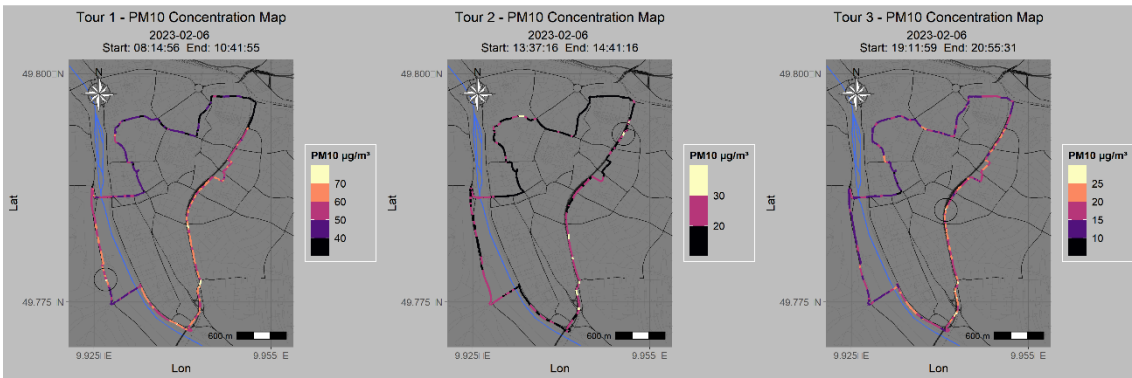 Tour 1 - PM10 Concentration Map
2023-02-06
Start: 08:14:56 End: 10:41:55
49.800 N
N
PM10 µg/m³
70
60
50
40
Lat
49.775 N
600 m
9.925 E
9.955 E
Lon
Tour 2 - PM10 Concentration Map
2023-02-06
Start: 13:37:16 End: 14:41:16
49.800 N
N
PM10 µg/m³
30
20
Lat
49.775 N
600 m
9.925 E
9.955 E
Lon
Tour 3 - PM10 Concentration Map
2023-02-06
Start: 19:11:59 End: 20:55:31
49.800 N
N
PM10 µg/m³
25
20
15
10
Lat
49.775 N
600 m
9.925 E
9.955 E
Lon